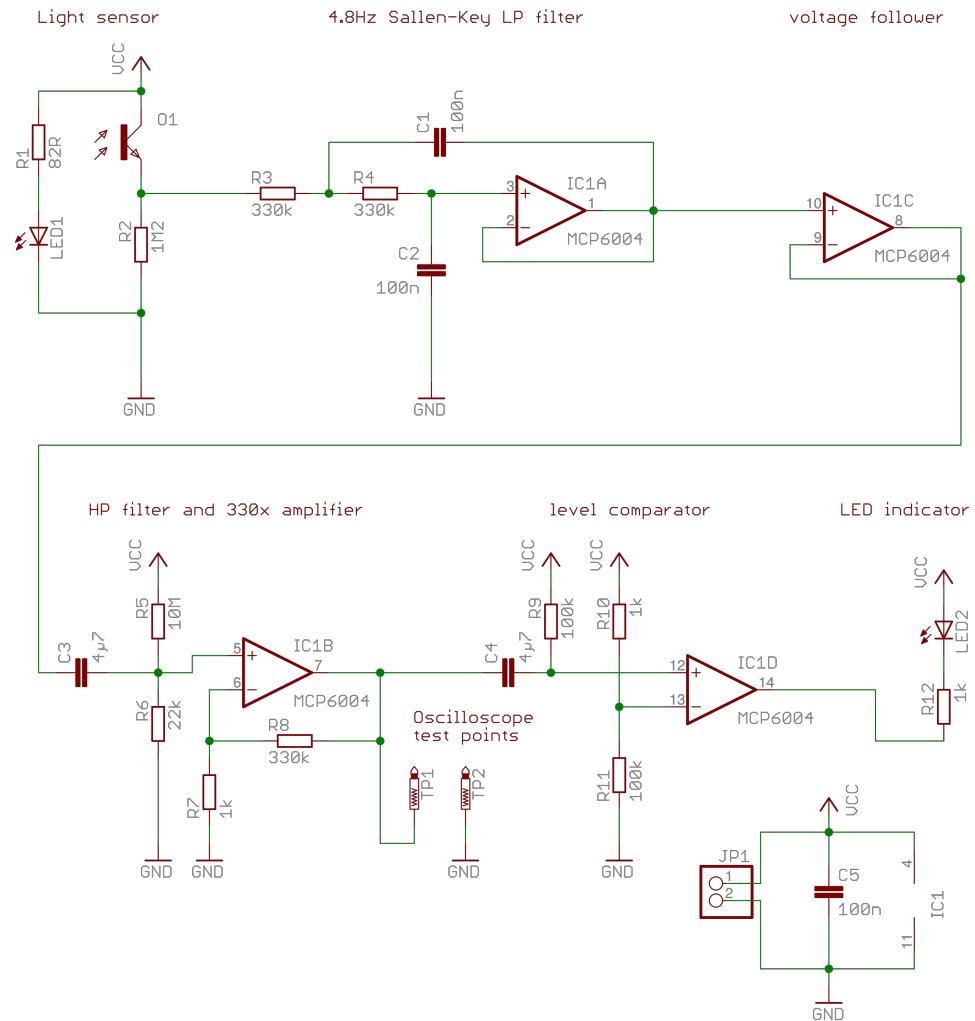 Light sensor
4.8Hz Sallen-Key LP filter
voltage follower
VCC
O1
R1
82R
LED1
R2
1M2
GND
R3
330k
R4
330k
C1
100n
C2
100n
GND
3
2
+
−
1
IC1A
MCP6004
10
9
+
−
8
IC1C
MCP6004
HP filter and 330x amplifier
level comparator
LED indicator
C3
4µ7
VCC
R5
10M
R6
22k
GND
5
6
+
−
7
IC1B
MCP6004
R8
330k
R7
1k
GND
Oscilloscope
test points
TP1
TP2
GND
C4
4µ7
VCC
R9
100k
VCC
R10
1k
R11
100k
GND
12
13
+
−
14
IC1D
MCP6004
VCC
LED2
R12
1k
JP1
1
2
VCC
C5
100n
4
11
IC1
GND